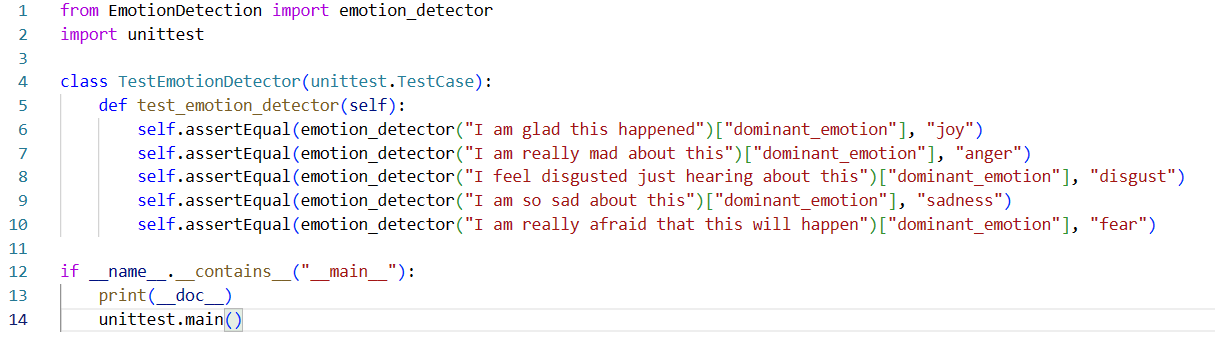 1 from EmotionDetection import emotion_detector
2 import unittest
3
4 class TestEmotionDetector(unittest.TestCase):
5     def test_emotion_detector(self):
6         self.assertEqual(emotion_detector("I am glad this happened")["dominant_emotion"], "joy")
7         self.assertEqual(emotion_detector("I am really mad about this")["dominant_emotion"], "anger")
8         self.assertEqual(emotion_detector("I feel disgusted just hearing about this")["dominant_emotion"], "disgust")
9         self.assertEqual(emotion_detector("I am so sad about this")["dominant_emotion"], "sadness")
10         self.assertEqual(emotion_detector("I am really afraid that this will happen")["dominant_emotion"], "fear")
11
12 if __name__.__contains__("__main__"):
13     print(__doc__)
14     unittest.main()